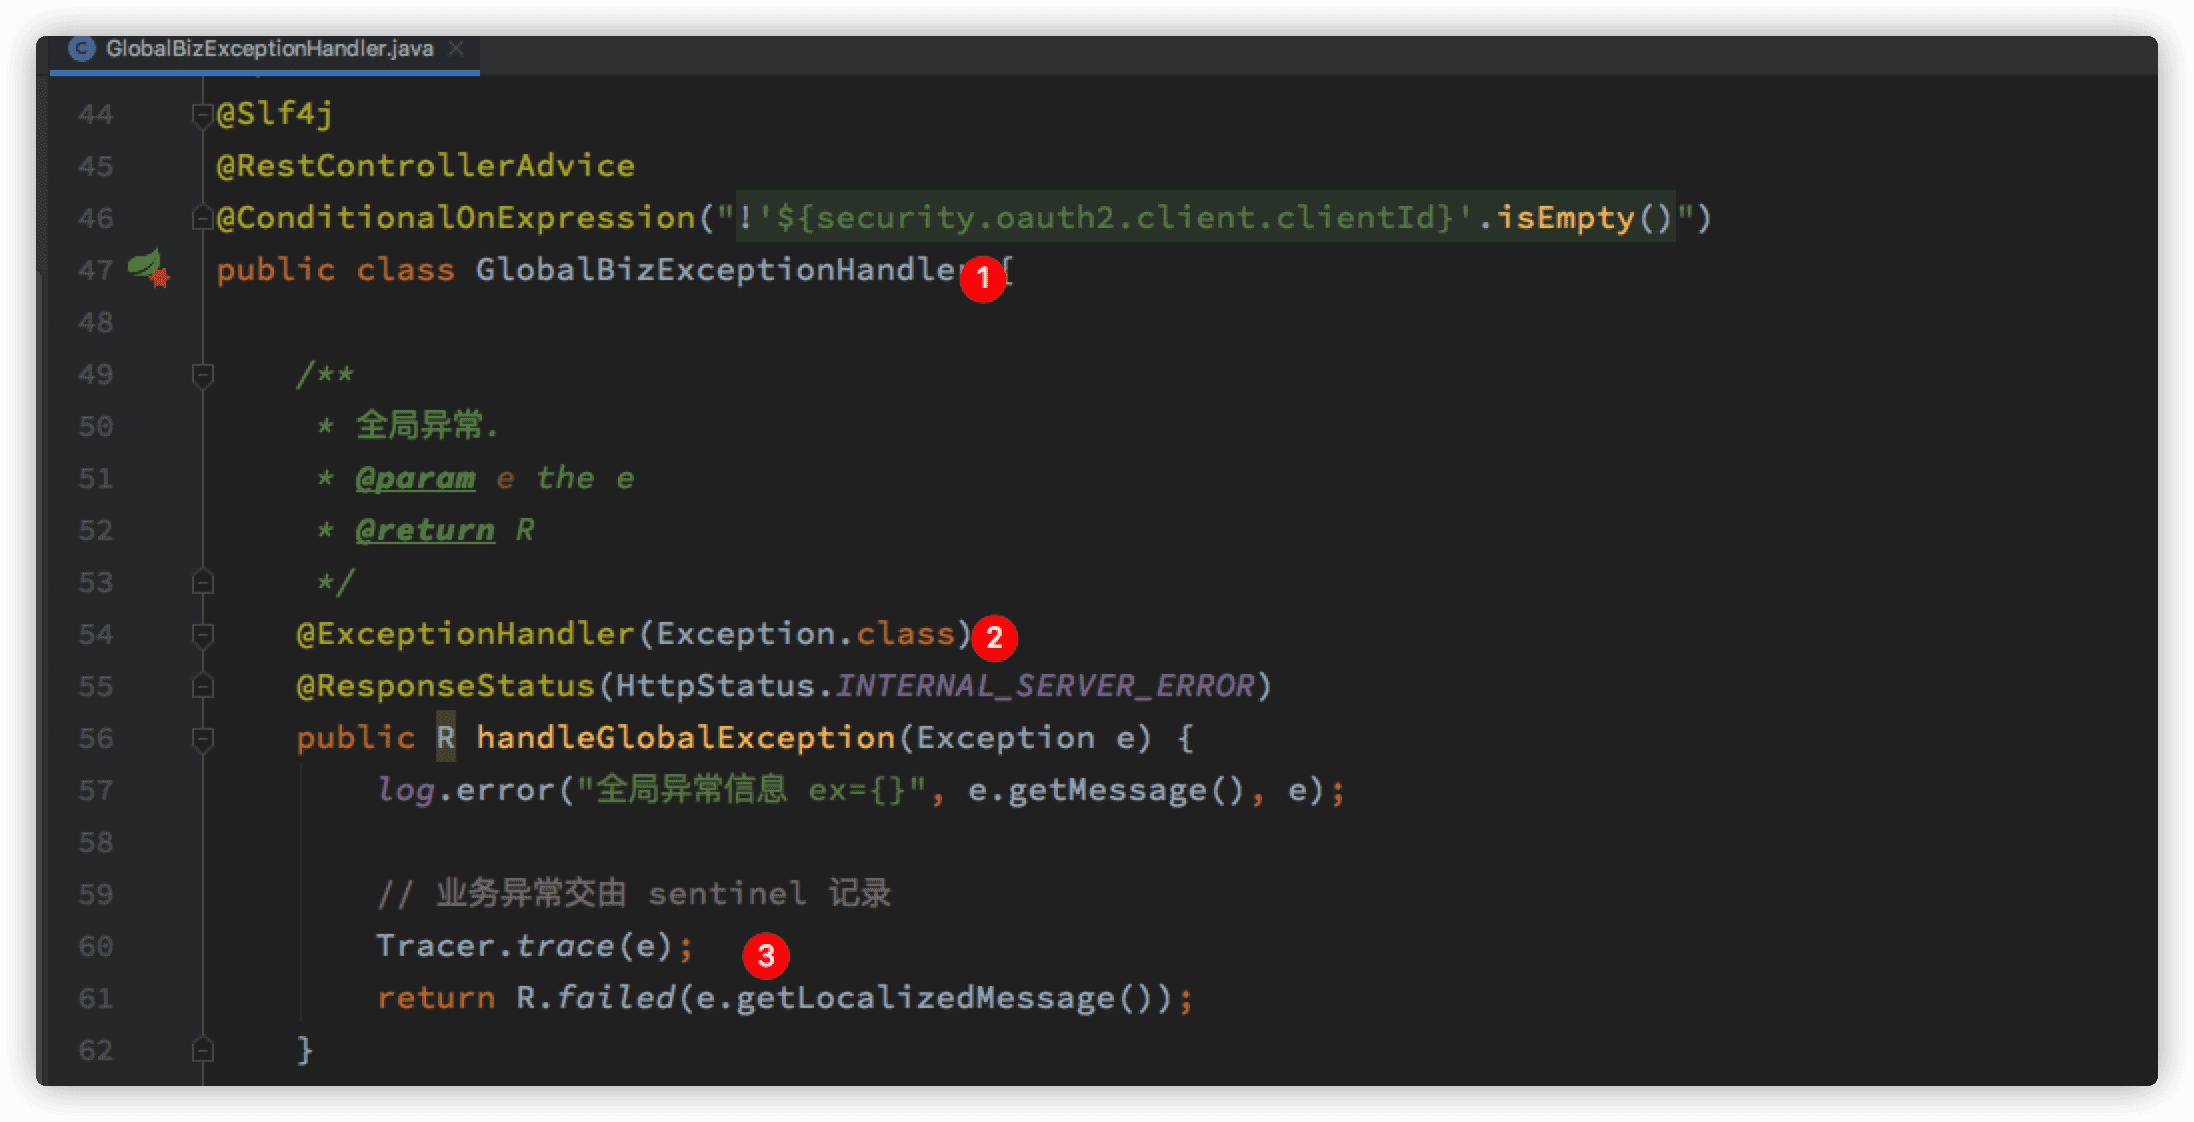 GlobalBizExceptionHandler.java
44 @Slf4j
45 @RestControllerAdvice
46 @ConditionalOnExpression("!'${security.oauth2.client.clientId}'.isEmpty()")
47 public class GlobalBizExceptionHandler 1 {
48
49 /**
50 * 全局异常.
51 * @param e the e
52 * @return R
53 */
54 @ExceptionHandler(Exception.class) 2
55 @ResponseStatus(HttpStatus.INTERNAL_SERVER_ERROR)
56 public R handleGlobalException(Exception e) {
57 log.error("全局异常信息 ex={}", e.getMessage(), e);
58
59 // 业务异常交由 sentinel 记录
60 Tracer.trace(e); 3
61 return R.failed(e.getLocalizedMessage());
62 }